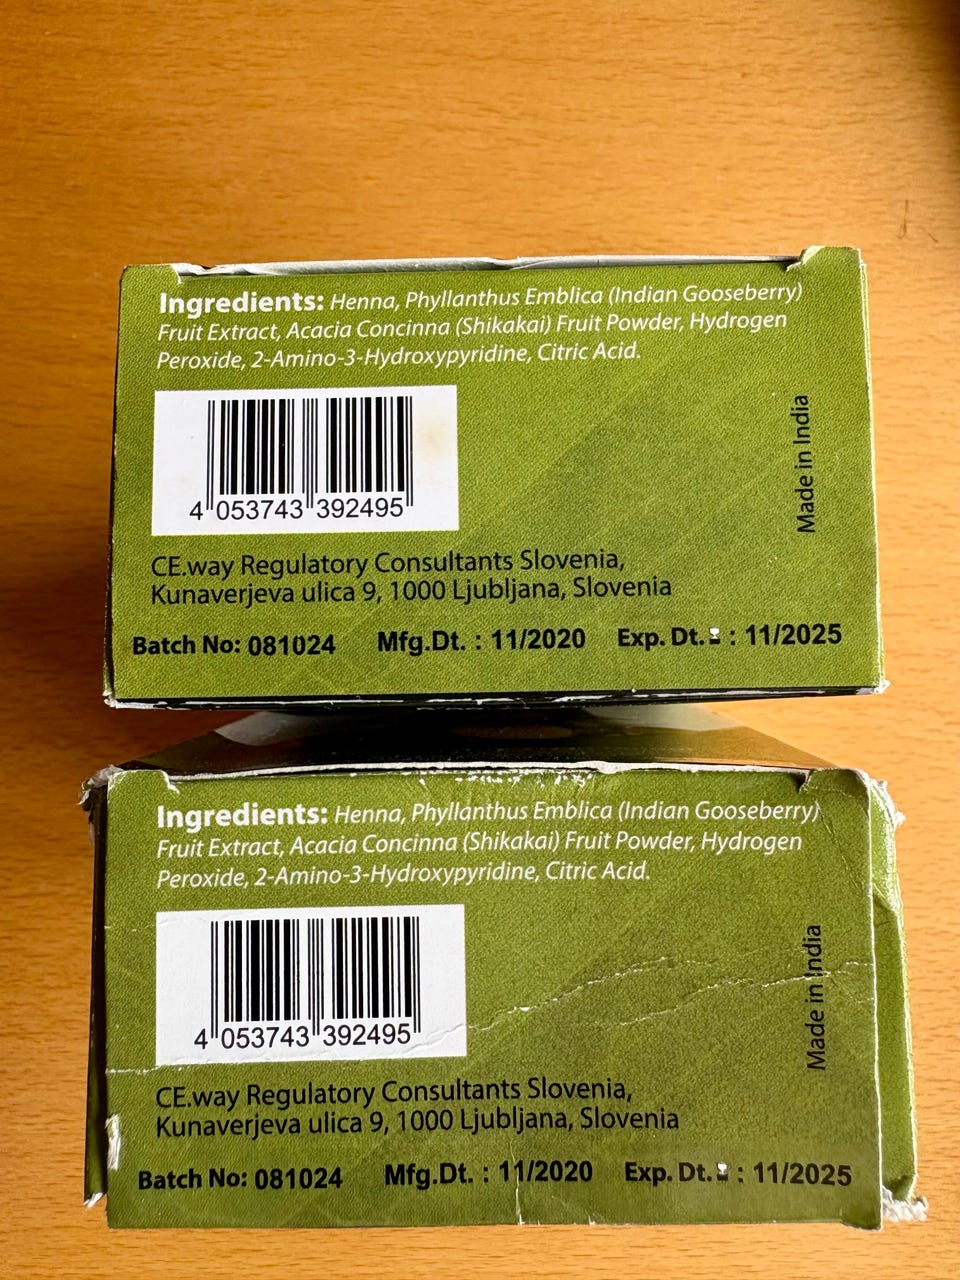 Ingredients: Henna, Phyllanthus Emblica (Indian Gooseberry)
Fruit Extract, Acacia Concinna (Shikakai) Fruit Powder, Hydrogen
Peroxide, 2-Amino-3-Hydroxypyridine, Citric Acid.
Made in India
4 053743 392495
CE.way Regulatory Consultants Slovenia,
Kunaverjeva ulica 9, 1000 Ljubljana, Slovenia
Batch No: 081024 Mfg.Dt. : 11/2020 Exp. Dt. : 11/2025
Ingredients: Henna, Phyllanthus Emblica (Indian Gooseberry)
Fruit Extract, Acacia Concinna (Shikakai) Fruit Powder, Hydrogen
Peroxide, 2-Amino-3-Hydroxypyridine, Citric Acid.
Made in India
4 053743 392495
CE.way Regulatory Consultants Slovenia,
Kunaverjeva ulica 9, 1000 Ljubljana, Slovenia
Batch No: 081024 Mfg.Dt. : 11/2020 Exp. Dt. : 11/2025